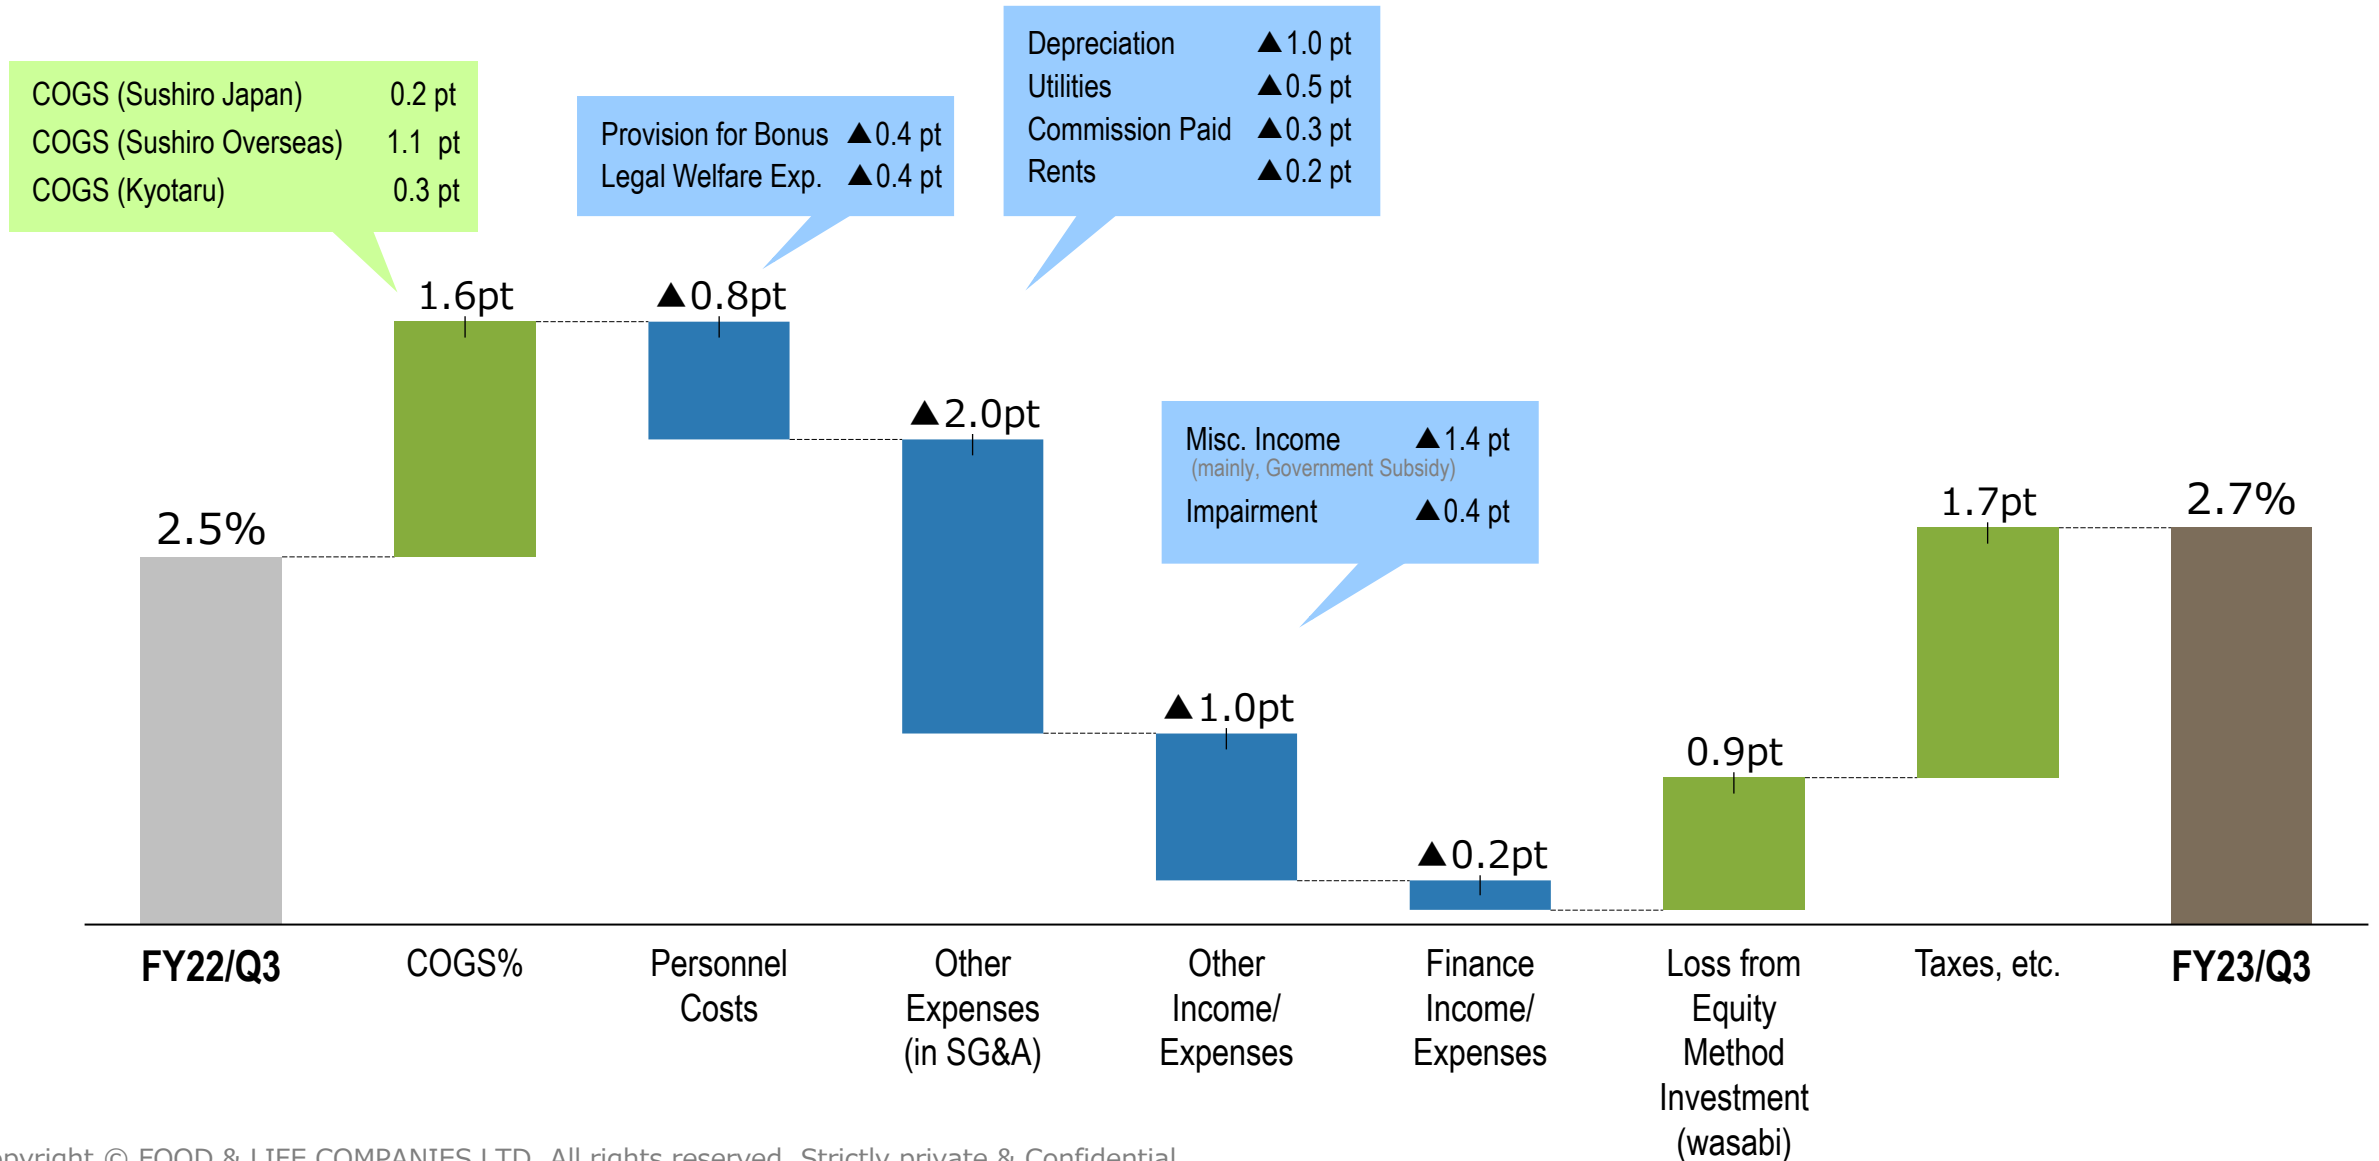 COGS (Sushiro Japan) 0.2 pt
COGS (Sushiro Overseas) 1.1 pt
COGS (Kyotaru) 0.3 pt
Provision for Bonus ▲0.4 pt
Legal Welfare Exp. ▲0.4 pt
Depreciation ▲1.0 pt
Utilities ▲0.5 pt
Commission Paid ▲0.3 pt
Rents ▲0.2 pt
Misc. Income ▲1.4 pt
(mainly, Government Subsidy)
Impairment ▲0.4 pt
2.5%
1.6pt
▲0.8pt
▲2.0pt
▲1.0pt
▲0.2pt
0.9pt
1.7pt
2.7%
FY22/Q3
COGS%
Personnel
Costs
Other
Expenses
(in SG&A)
Other
Income/
Expenses
Finance
Income/
Expenses
Loss from
Equity
Method
Investment
(wasabi)
Taxes, etc.
FY23/Q3
opyright © FOOD & LIFE COMPANIES LTD. All rights reserved. Strictly private & Confidential